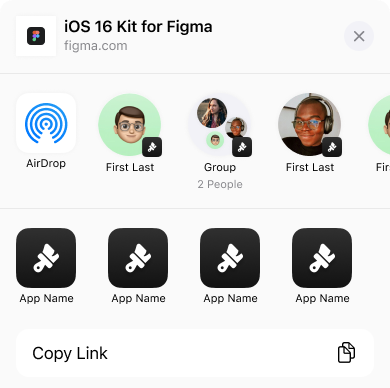 iOS 16 Kit for Figma
figma.com
AirDrop
First Last
Group
2 People
First Last
App Name
App Name
App Name
App Name
Copy Link